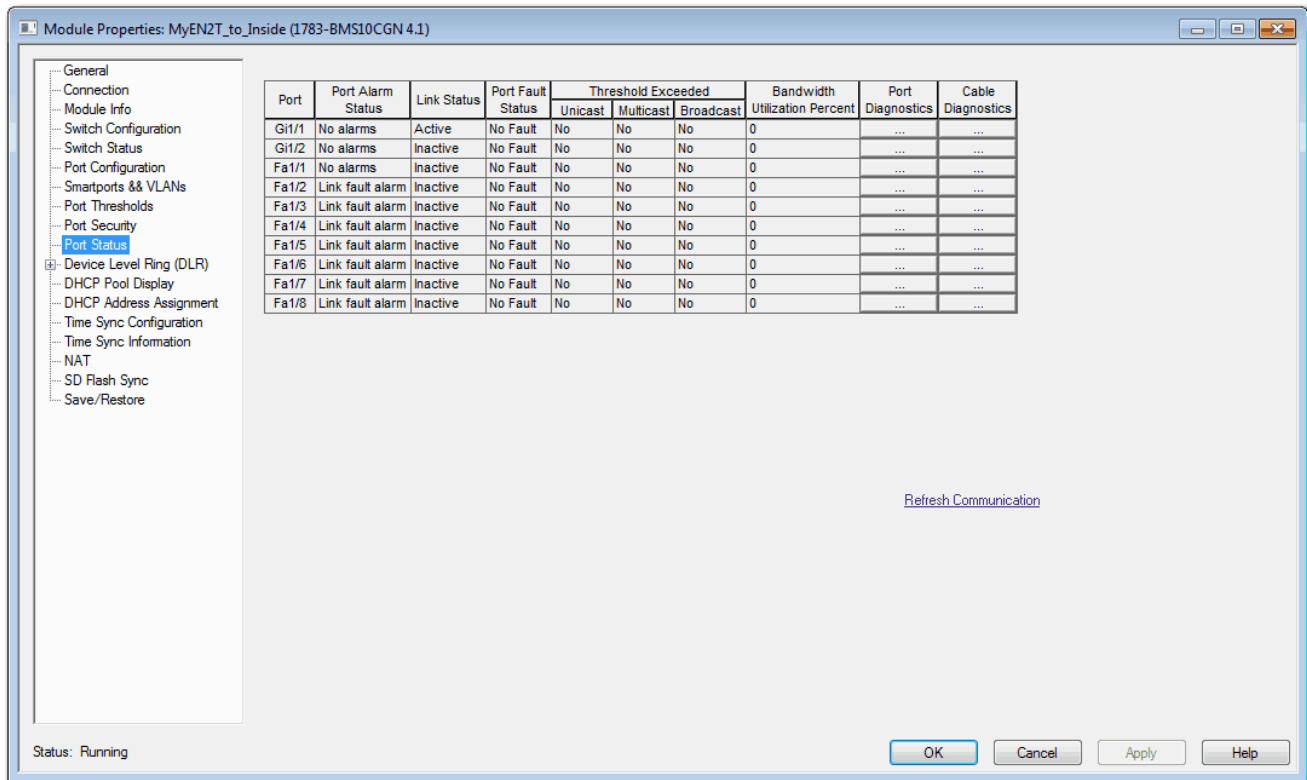 Module Properties: MyEN2T_to_Inside (1783-BMS10CGN 4.1)
General
Connection
Module Info
Switch Configuration
Switch Status
Port Configuration
Smartports && VLANs
Port Thresholds
Port Security
Port Status
Device Level Ring (DLR)
DHCP Pool Display
DHCP Address Assignment
Time Sync Configuration
Time Sync Information
NAT
SD Flash Sync
Save/Restore
Port Port Alarm Status Link Status Port Fault Status Threshold Exceeded Unicast Multicast Broadcast Bandwidth Utilization Percent Port Diagnostics Cable Diagnostics
Gi1/1 No alarms Active No Fault No No No 0 ... ...
Gi1/2 No alarms Inactive No Fault No No No 0 ... ...
Fa1/1 No alarms Inactive No Fault No No No 0 ... ...
Fa1/2 Link fault alarm Inactive No Fault No No No 0 ... ...
Fa1/3 Link fault alarm Inactive No Fault No No No 0 ... ...
Fa1/4 Link fault alarm Inactive No Fault No No No 0 ... ...
Fa1/5 Link fault alarm Inactive No Fault No No No 0 ... ...
Fa1/6 Link fault alarm Inactive No Fault No No No 0 ... ...
Fa1/7 Link fault alarm Inactive No Fault No No No 0 ... ...
Fa1/8 Link fault alarm Inactive No Fault No No No 0 ... ...
Refresh Communication
Status: Running
OK Cancel Apply Help